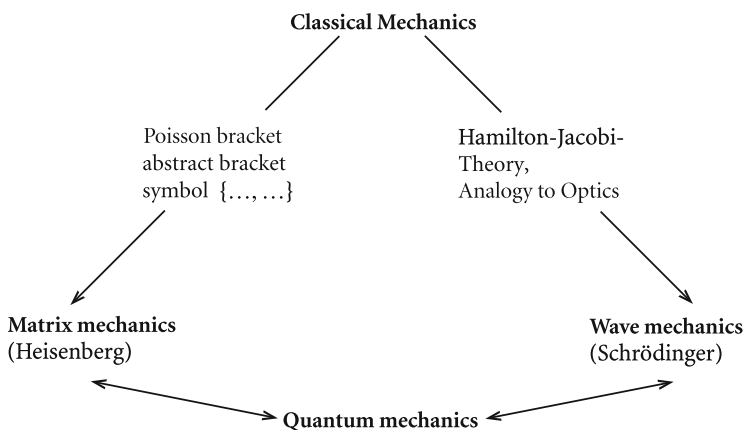 Classical Mechanics
Poisson bracket
abstract bracket
symbol {…, …}
Hamilton-Jacobi-
Theory,
Analogy to Optics
Matrix mechanics
(Heisenberg)
Wave mechanics
(Schrödinger)
Quantum mechanics